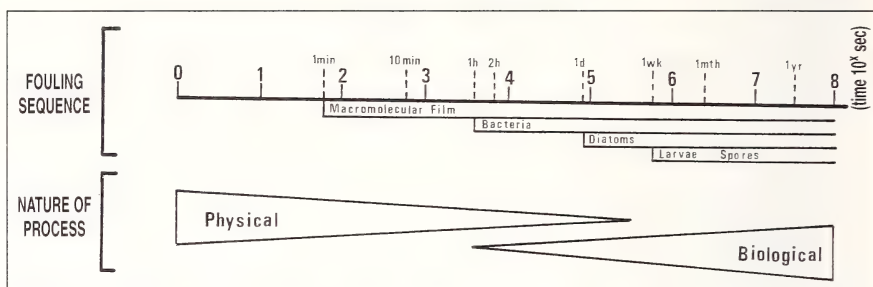 1min 10min 1h 2h 1d 1wk 1mth 1yr
0 1 2 3 4 5 6 7 8
(time 10ˣ sec)
FOULING
SEQUENCE
Macromolecular Film
Bacteria
Diatoms
Larvae Spores
NATURE OF
PROCESS
Physical
Biological